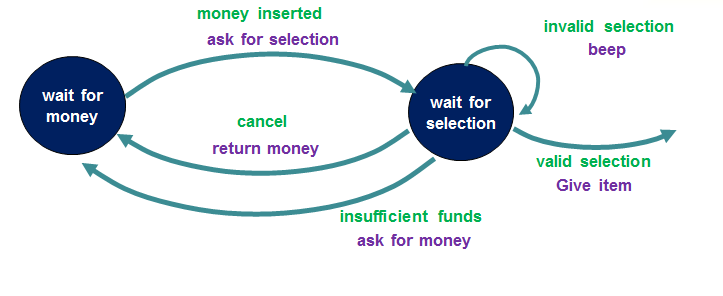 money inserted
ask for selection
invalid selection
beep
wait for
money
wait for
selection
cancel
return money
valid selection
Give item
insufficient funds
ask for money